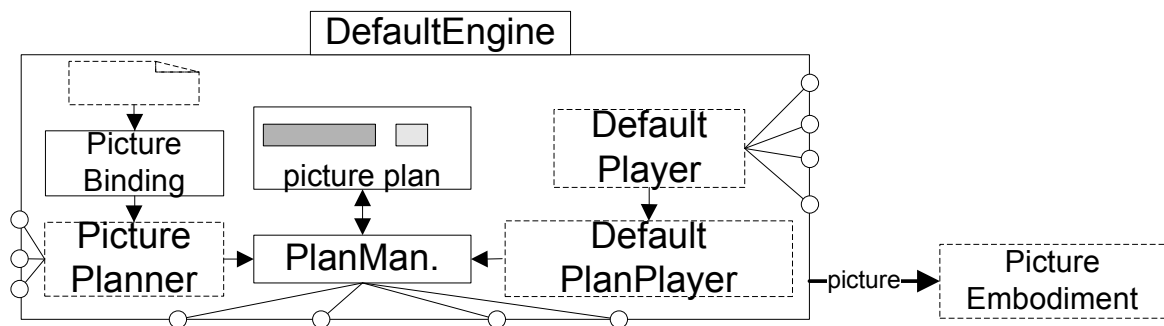 DefaultEngine
Picture
Binding
picture plan
Default
Player
Picture
Planner
PlanMan.
Default
PlanPlayer
picture
Picture
Embodiment